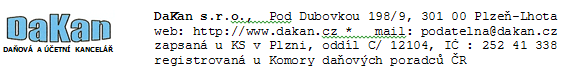 DaKan
DAŇOVÁ A ÚČETNÍ KANCELÁŘ
DaKan s.r.o., Pod Dubovkou 198/9, 301 00 Plzeň-Lhota
web: http://www.dakan.cz * mail: podatelna@dakan.cz
zapsaná u KS v Plzni, oddíl C/ 12104, IČ : 252 41 338
registrovaná u Komory daňových poradců ČR